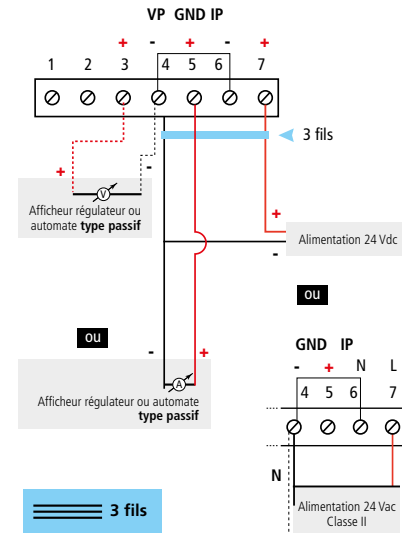 VP GND IP
+ - + - +
1 2 3 4 5 6 7
3 fils
+ -
V
Afficheur régulateur ou
automate type passif
+
Alimentation 24 Vdc
-
ou
ou
- +
A
Afficheur régulateur ou automate
type passif
GND IP
- + N L
4 5 6 7
N
Alimentation 24 Vac
Classe II
3 fils